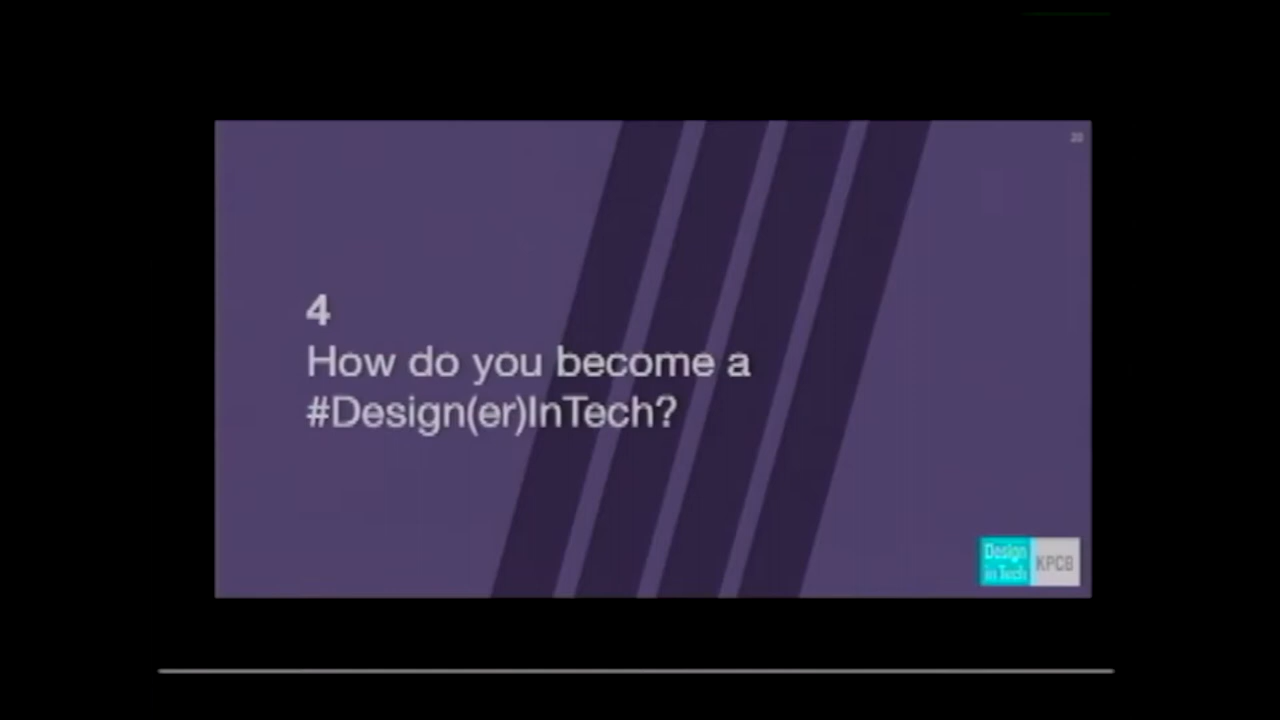 4
How do you become a
#Design(er)InTech?
Design
in Tech
KPCB